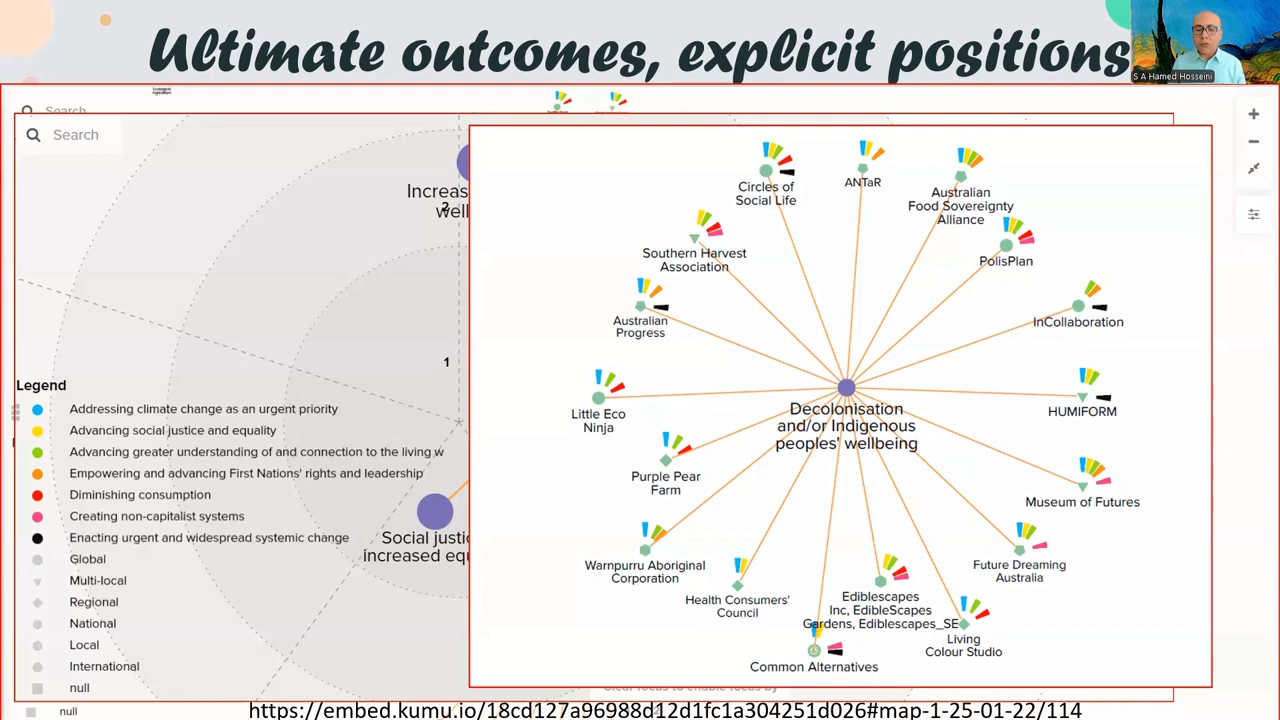 Ultimate outcomes, explicit positions
S A Hamed Hosseini
Search
Search
Increas
well
2
1
Social justic
increased equ
Legend
Addressing climate change as an urgent priority
Advancing social justice and equality
Advancing greater understanding of and connection to the living w
Empowering and advancing First Nations' rights and leadership
Diminishing consumption
Creating non-capitalist systems
Enacting urgent and widespread systemic change
Global
Multi-local
Regional
National
Local
International
null
null
Circles of
Social Life
ANTaR
Australian
Food Sovereignty
Alliance
Southern Harvest
Association
PolisPlan
Australian
Progress
InCollaboration
Little Eco
Ninja
HUMIFORM
Decolonisation
and/or Indigenous
peoples' wellbeing
Purple Pear
Farm
Museum of Futures
Warnpurru Aboriginal
Corporation
Future Dreaming
Australia
Health Consumers'
Council
Ediblescapes
Inc, EdibleScapes
Gardens, Ediblescapes_SE
Living
Colour Studio
Common Alternatives
https://embed.kumu.io/18cd127a96988d12d1fc1a304251d026#map-1-25-01-22/114